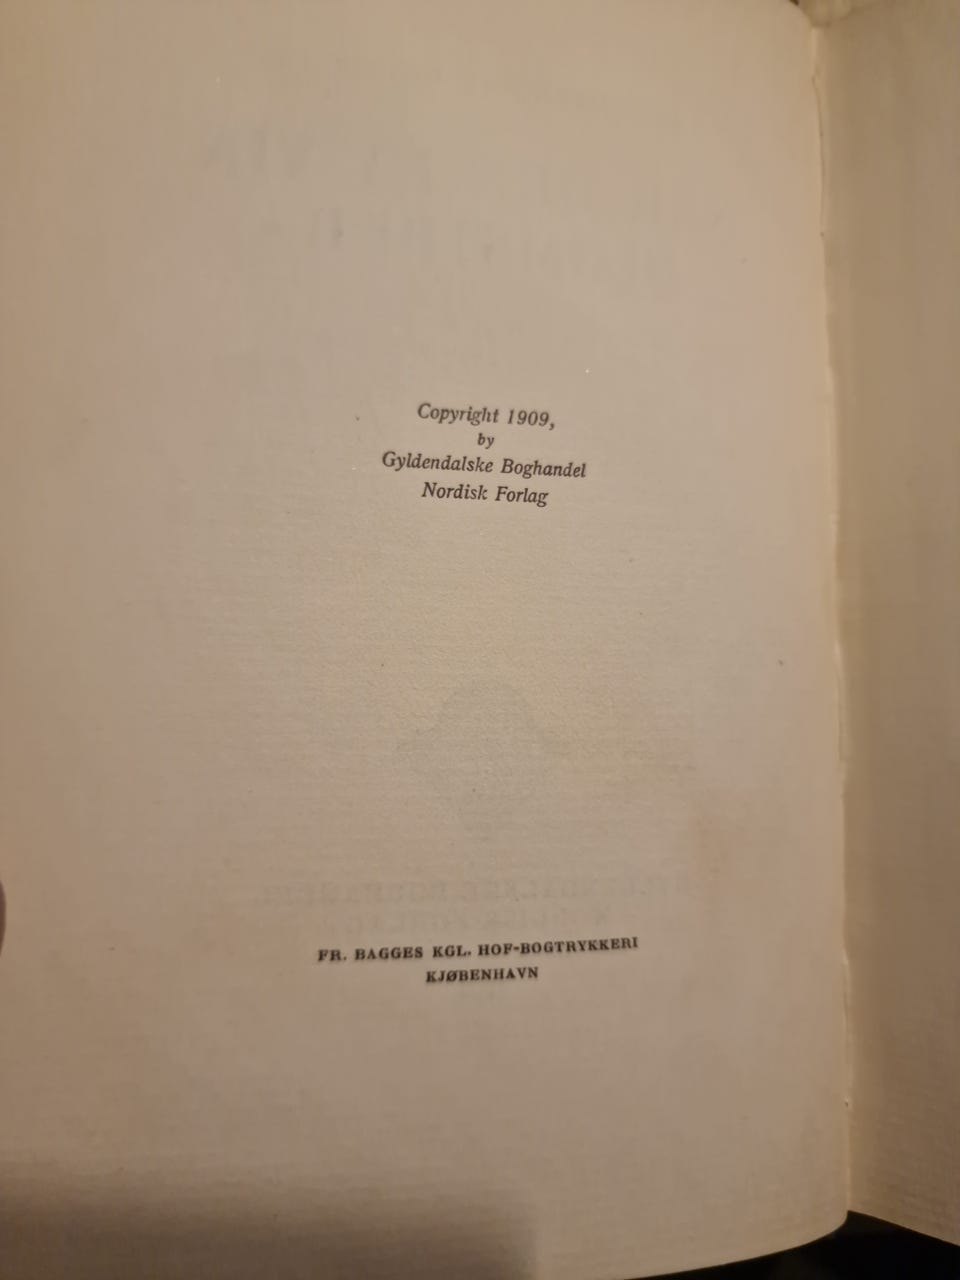 Copyright 1909,
by
Gyldendalske Boghandel
Nordisk Forlag
FR. BAGGES KGL. HOF-BOGTRYKKERI
KJØBENHAVN